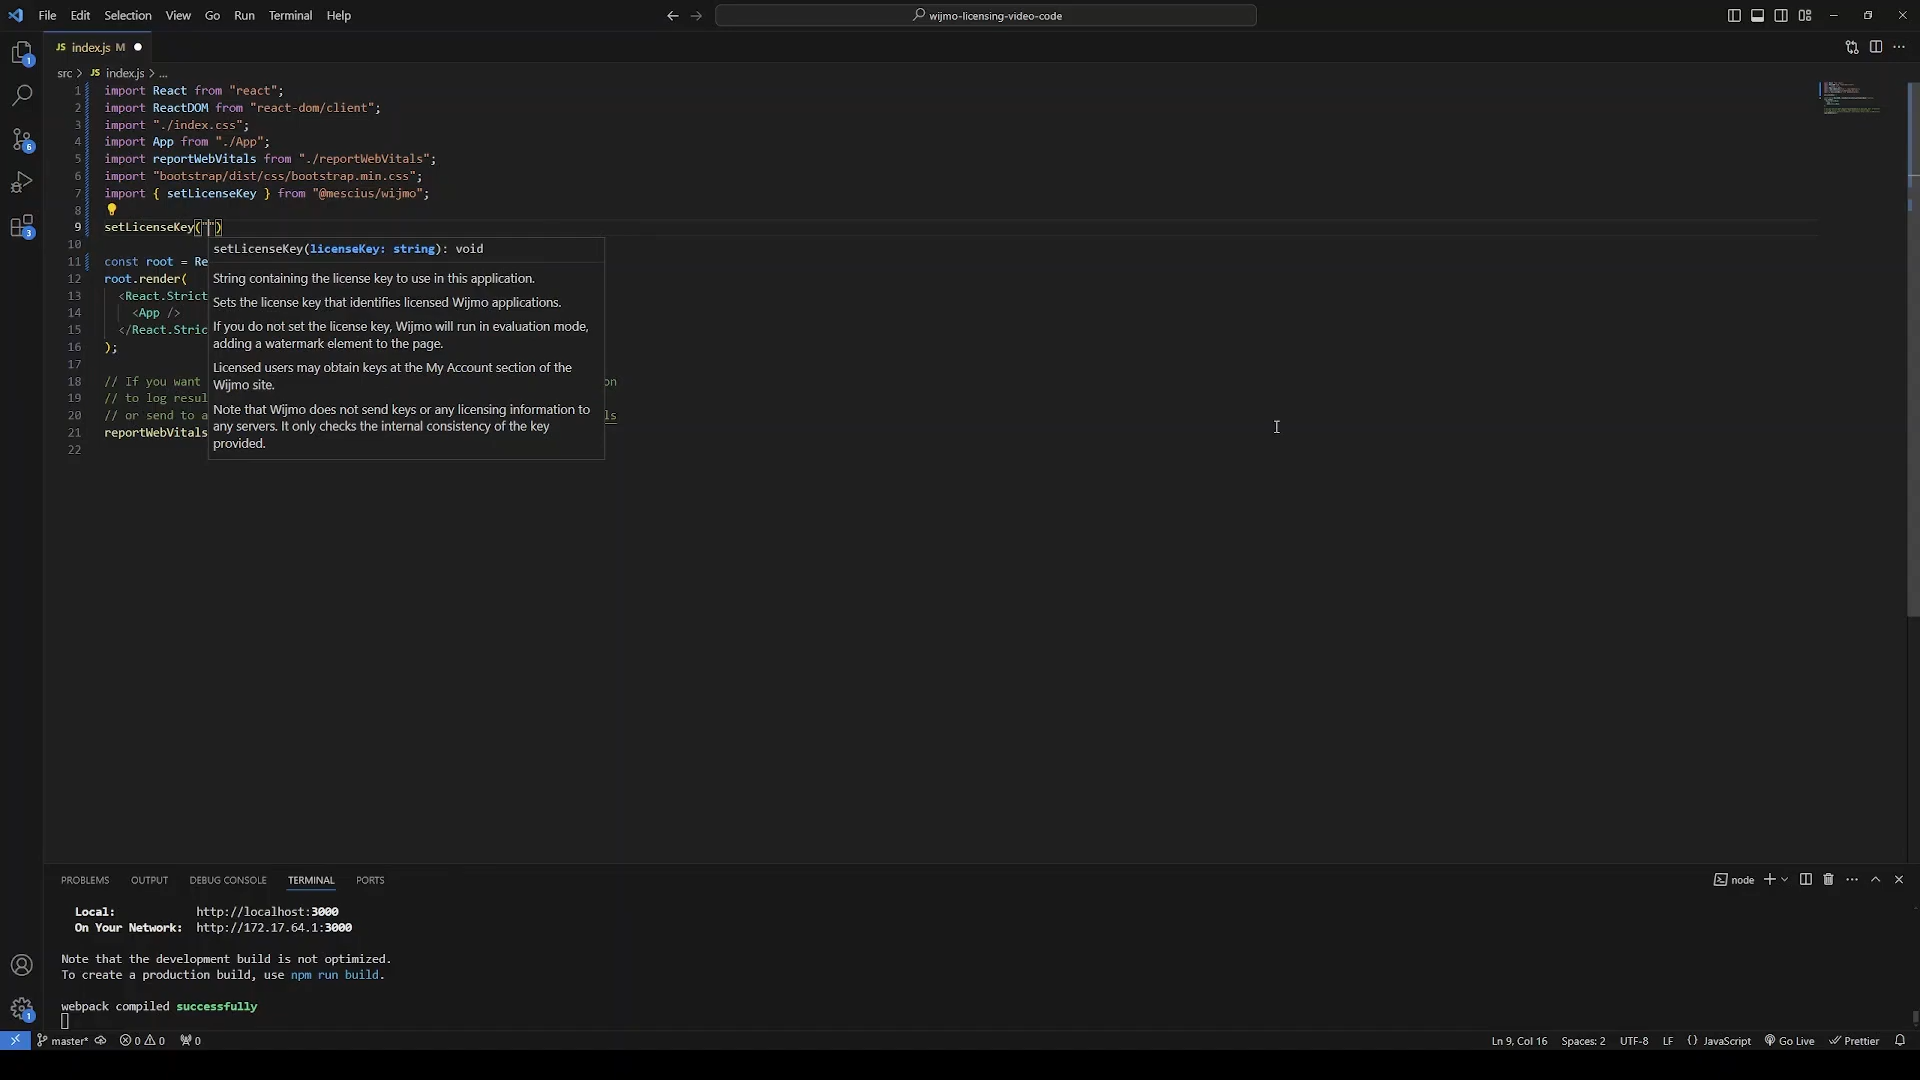 File Edit Selection View Go Run Terminal Help
wijmo-licensing-video-code
JS index.js M
src > JS index.js > ...
1 import React from "react";
2 import ReactDOM from "react-dom/client";
3 import "./index.css";
4 import App from "./App";
5 import reportWebVitals from "./reportWebVitals";
6 import "bootstrap/dist/css/bootstrap.min.css";
7 import { setLicenseKey } from "@mescius/wijmo";
8
9 setLicenseKey("")
setLicenseKey(licenseKey: string): void
String containing the license key to use in this application.
Sets the license key that identifies licensed Wijmo applications.
If you do not set the license key, Wijmo will run in evaluation mode,
adding a watermark element to the page.
Licensed users may obtain keys at the My Account section of the
Wijmo site.
Note that Wijmo does not send keys or any licensing information to
any servers. It only checks the internal consistency of the key
provided.
10
11 const root = Re
12 root.render(
13 <React.Strict
14 <App />
15 </React.Stric
16 );
17
18 // If you want on
19 // to log resul
20 // or send to a ls
21 reportWebVitals
22
PROBLEMS OUTPUT DEBUG CONSOLE TERMINAL PORTS
node
Local: http://localhost:3000
On Your Network: http://172.17.64.1:3000
Note that the development build is not optimized.
To create a production build, use npm run build.
webpack compiled successfully
1
6
3
1
master* 0 0 0 Ln 9, Col 16 Spaces: 2 UTF-8 LF {} JavaScript Go Live Prettier